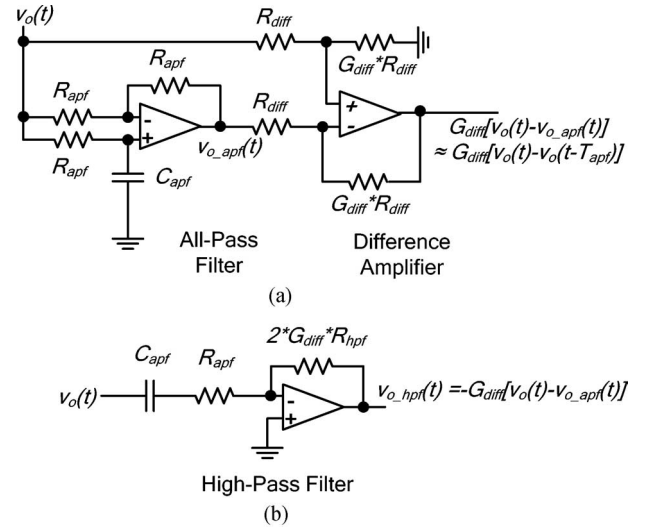 v_o(t)
R_diff
G_diff*R_diff
R_apf
R_apf
R_diff
+
-
-
+
v_o_apf(t)
G_diff[v_o(t)-v_o_apf(t)]
≈ G_diff[v_o(t)-v_o(t-T_apf)]
R_apf
C_apf
G_diff*R_diff
All-Pass
Filter
Difference
Amplifier
(a)
2*G_diff*R_hpf
C_apf
R_apf
v_o(t)
-
+
v_o_hpf(t) =-G_diff[v_o(t)-v_o_apf(t)]
High-Pass Filter
(b)